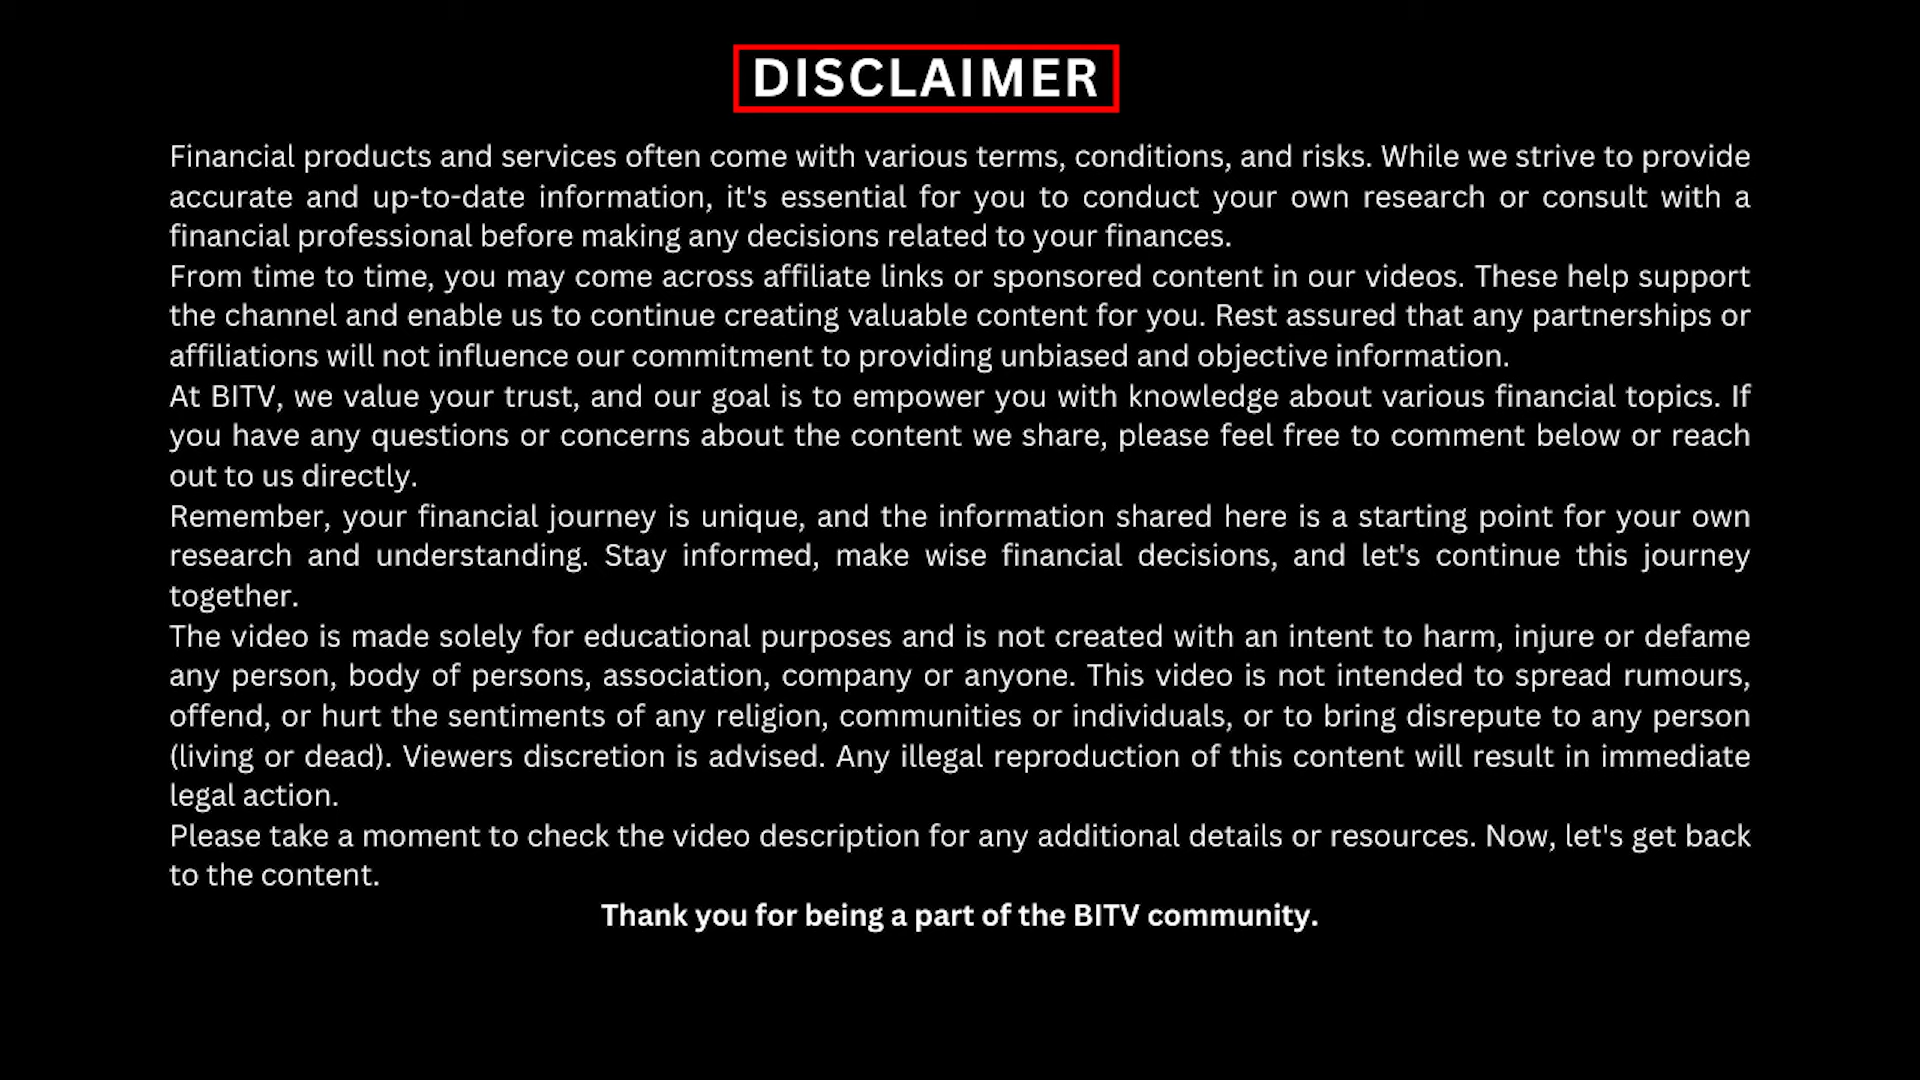 DISCLAIMER
Financial products and services often come with various terms, conditions, and risks. While we strive to provide
accurate and up-to-date information, it's essential for you to conduct your own research or consult with a
financial professional before making any decisions related to your finances.
From time to time, you may come across affiliate links or sponsored content in our videos. These help support
the channel and enable us to continue creating valuable content for you. Rest assured that any partnerships or
affiliations will not influence our commitment to providing unbiased and objective information.
At BITV, we value your trust, and our goal is to empower you with knowledge about various financial topics. If
you have any questions or concerns about the content we share, please feel free to comment below or reach
out to us directly.
Remember, your financial journey is unique, and the information shared here is a starting point for your own
research and understanding. Stay informed, make wise financial decisions, and let's continue this journey
together.
The video is made solely for educational purposes and is not created with an intent to harm, injure or defame
any person, body of persons, association, company or anyone. This video is not intended to spread rumours,
offend, or hurt the sentiments of any religion, communities or individuals, or to bring disrepute to any person
(living or dead). Viewers discretion is advised. Any illegal reproduction of this content will result in immediate
legal action.
Please take a moment to check the video description for any additional details or resources. Now, let's get back
to the content.
Thank you for being a part of the BITV community.